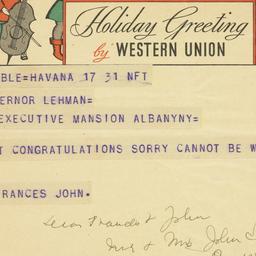 Holiday Greeting
by WESTERN UNION
BLE=HAVANA 17 31 NFT
ERNOR LEHMAN=
EXECUTIVE MANSION ALBANYNY=
T CONGRATULATIONS SORRY CANNOT BE W
RANCES JOHN.
Frances & John
Mr & Mrs John